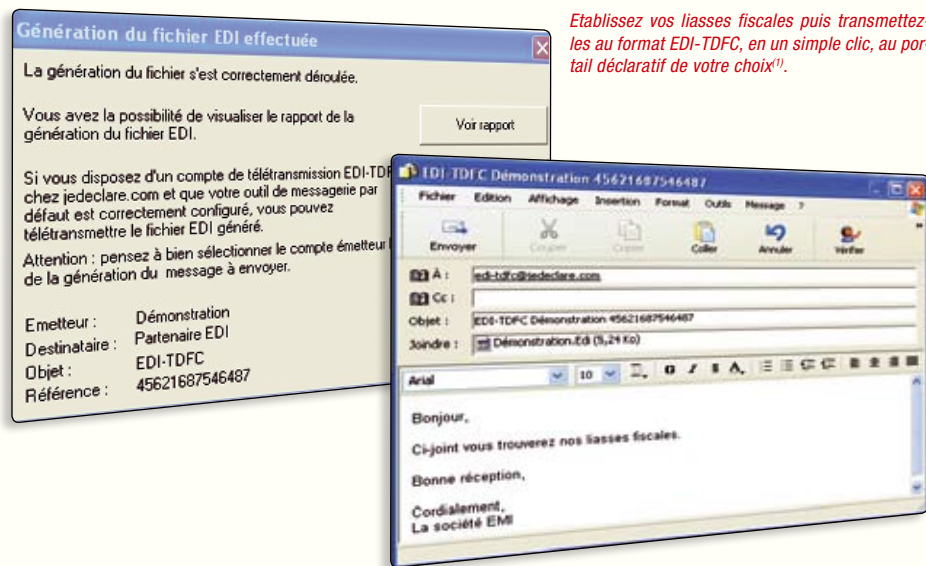 Génération du fichier EDI effectuée
La génération du fichier s'est correctement déroulée.
Vous avez la possibilité de visualiser le rapport de la
génération du fichier EDI.
Voir rapport
Si vous disposez d'un compte de télétransmission EDI-TDF
chez jedeclare.com et que votre outil de messagerie par
défaut est correctement configuré, vous pouvez
télétransmettre le fichier EDI généré.
Attention : pensez à bien sélectionner le compte émetteur
de la génération du message à envoyer.
Emetteur : Démonstration
Destinataire : Partenaire EDI
Objet : EDI-TDFC
Référence : 45621687546487
Etablissez vos liasses fiscales puis transmettez-
les au format EDI-TDFC, en un simple clic, au por-
tail déclaratif de votre choix(1).
EDI-TDFC Démonstration 45621687546487
Fichier Edition Affichage Insertion Format Outils Message ?
Envoyer Couper Copier Coller Annuler Vérifier
À : edi-tdfc@jedeclare.com
Cc :
Objet : EDI-TDFC Démonstration 45621687546487
Joindre : Démonstration.Edi (5,24 Ko)
Arial 10 G I S A
Bonjour,
Ci-joint vous trouverez nos liasses fiscales.
Bonne réception,
Cordialement,
La société EMI